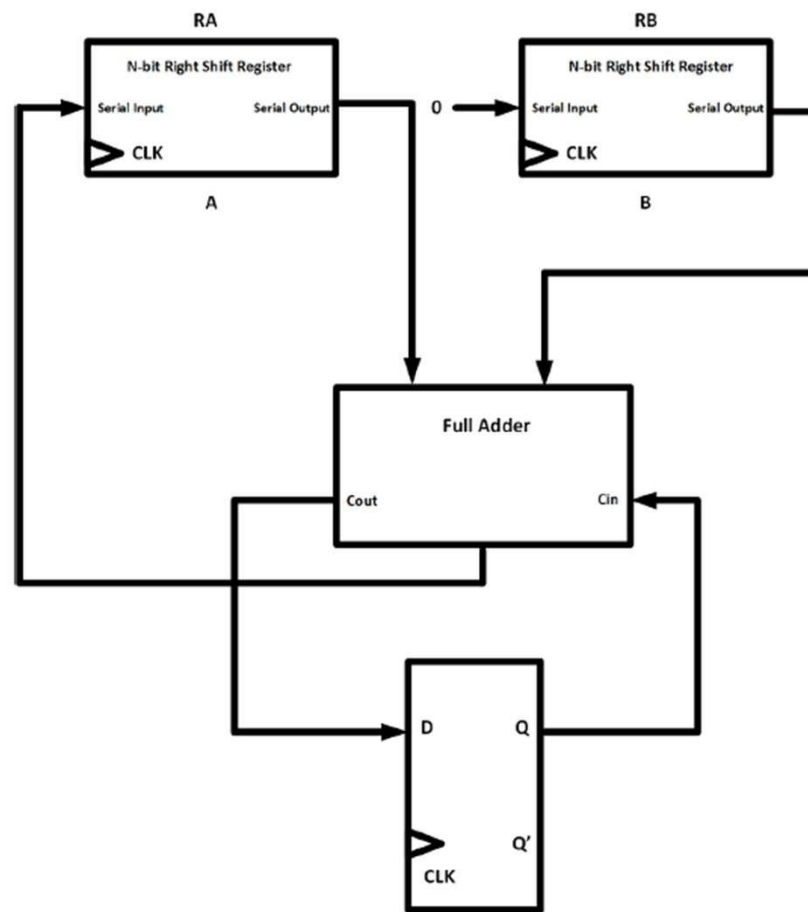 RA
N-bit Right Shift Register
Serial Input
Serial Output
CLK
A
RB
0
N-bit Right Shift Register
Serial Input
Serial Output
CLK
B
Full Adder
Cout
Cin
D
Q
Q'
CLK